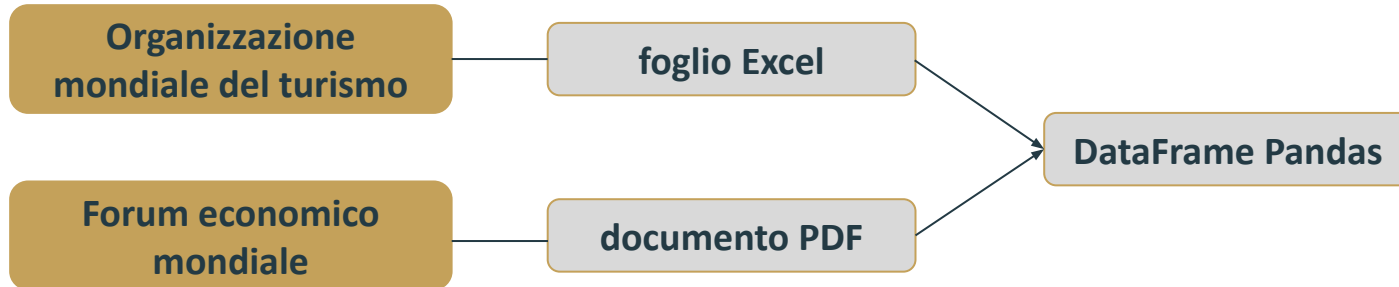 Organizzazione
mondiale del turismo
foglio Excel
DataFrame Pandas
Forum economico
mondiale
documento PDF